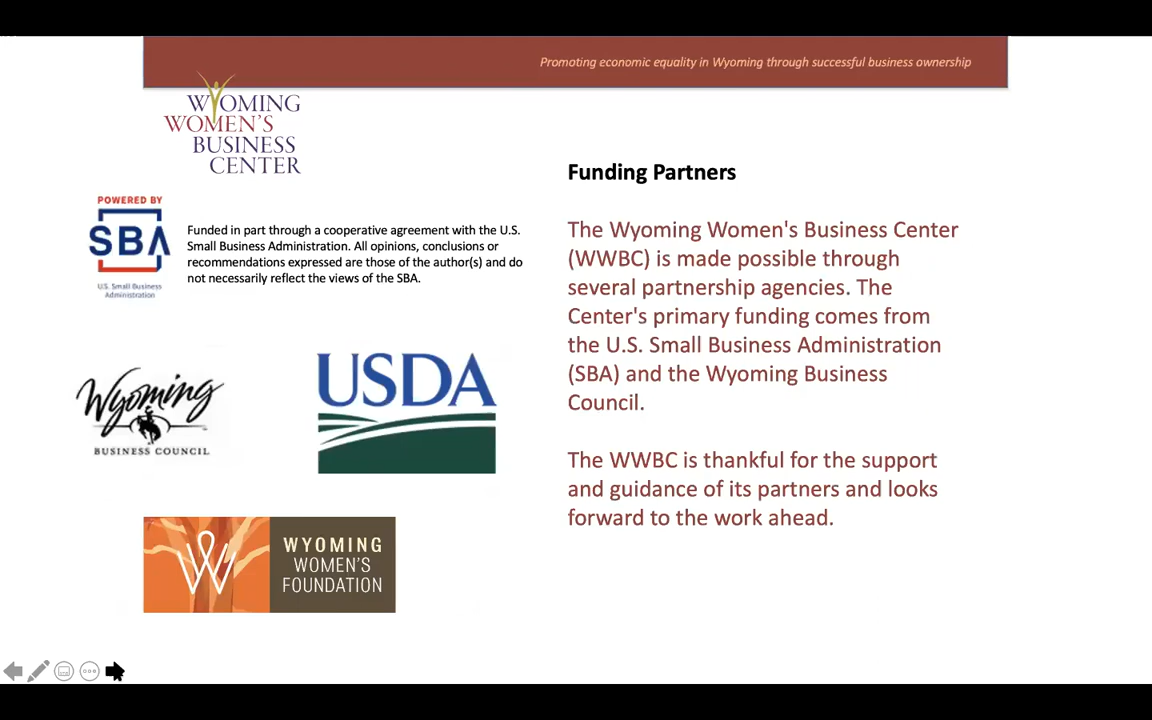 Promoting economic equality in Wyoming through successful business ownership
WYOMING
WOMEN'S
BUSINESS
CENTER
POWERED BY
SBA
U.S. Small Business
Administration
Funded in part through a cooperative agreement with the U.S.
Small Business Administration. All opinions, conclusions or
recommendations expressed are those of the author(s) and do
not necessarily reflect the views of the SBA.
Wyoming
BUSINESS COUNCIL
USDA
W
WYOMING
WOMEN'S
FOUNDATION
Funding Partners
The Wyoming Women's Business Center
(WWBC) is made possible through
several partnership agencies. The
Center's primary funding comes from
the U.S. Small Business Administration
(SBA) and the Wyoming Business
Council.
The WWBC is thankful for the support
and guidance of its partners and looks
forward to the work ahead.